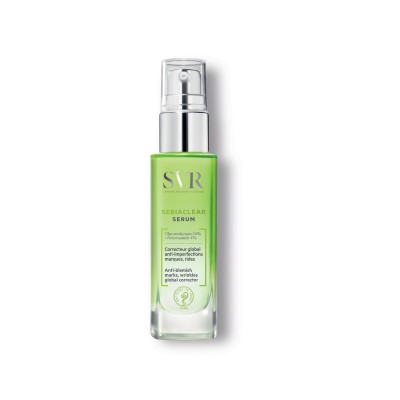 SVR
SEBIACLEAR
SERUM
Correcteur global
anti-imperfections
marques, rides
Anti-blemish
marks, wrinkles
global corrector